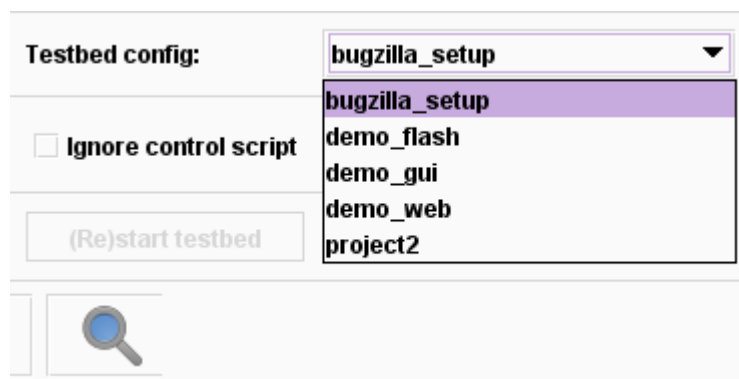 Testbed config:
bugzilla_setup
bugzilla_setup
demo_flash
Ignore control script
demo_gui
demo_web
(Re)start testbed
project2